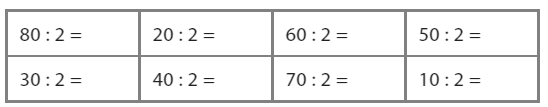 80 : 2 = 20 : 2 = 60 : 2 = 50 : 2 =
30 : 2 = 40 : 2 = 70 : 2 = 10 : 2 =